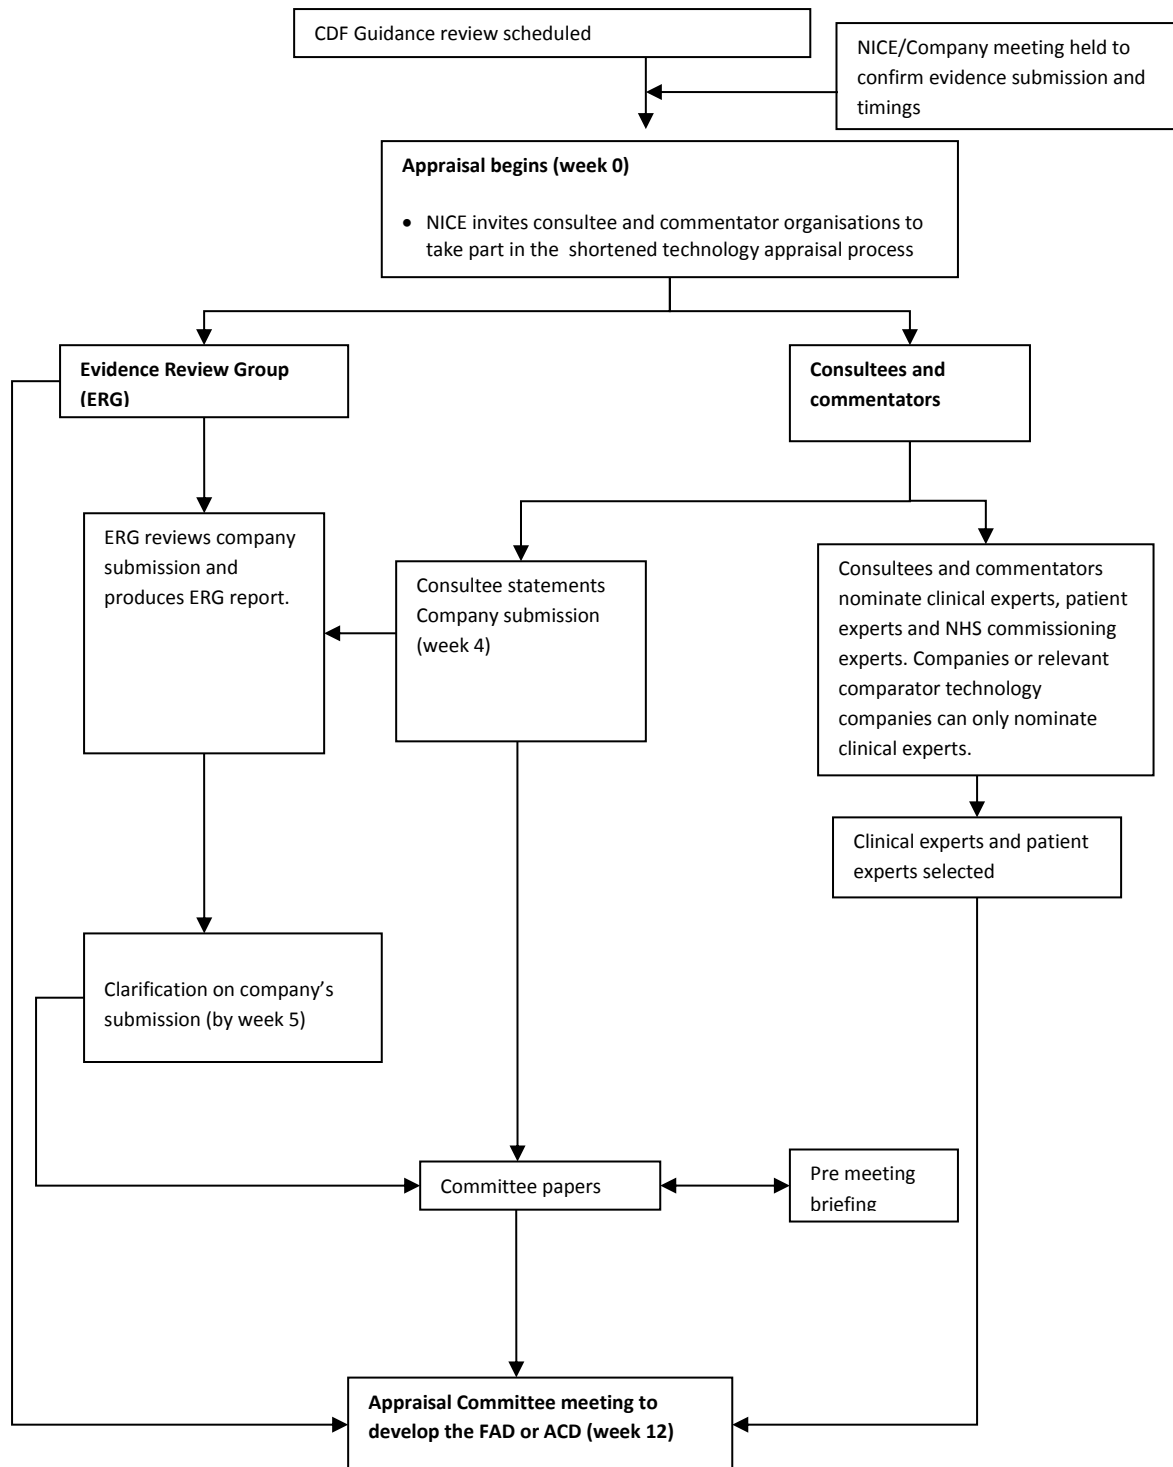 CDF Guidance review scheduled
NICE/Company meeting held to
confirm evidence submission and
timings
Appraisal begins (week 0)
• NICE invites consultee and commentator organisations to
take part in the  shortened technology appraisal process
Evidence Review Group
(ERG)
Consultees and
commentators
ERG reviews company
submission and
produces ERG report.
Consultee statements
Company submission
(week 4)
Consultees and commentators
nominate clinical experts, patient
experts and NHS commissioning
experts. Companies or relevant
comparator technology
companies can only nominate
clinical experts.
Clinical experts and patient
experts selected
Clarification on company’s
submission (by week 5)
Committee papers
Pre meeting
briefing
Appraisal Committee meeting to
develop the FAD or ACD (week 12)